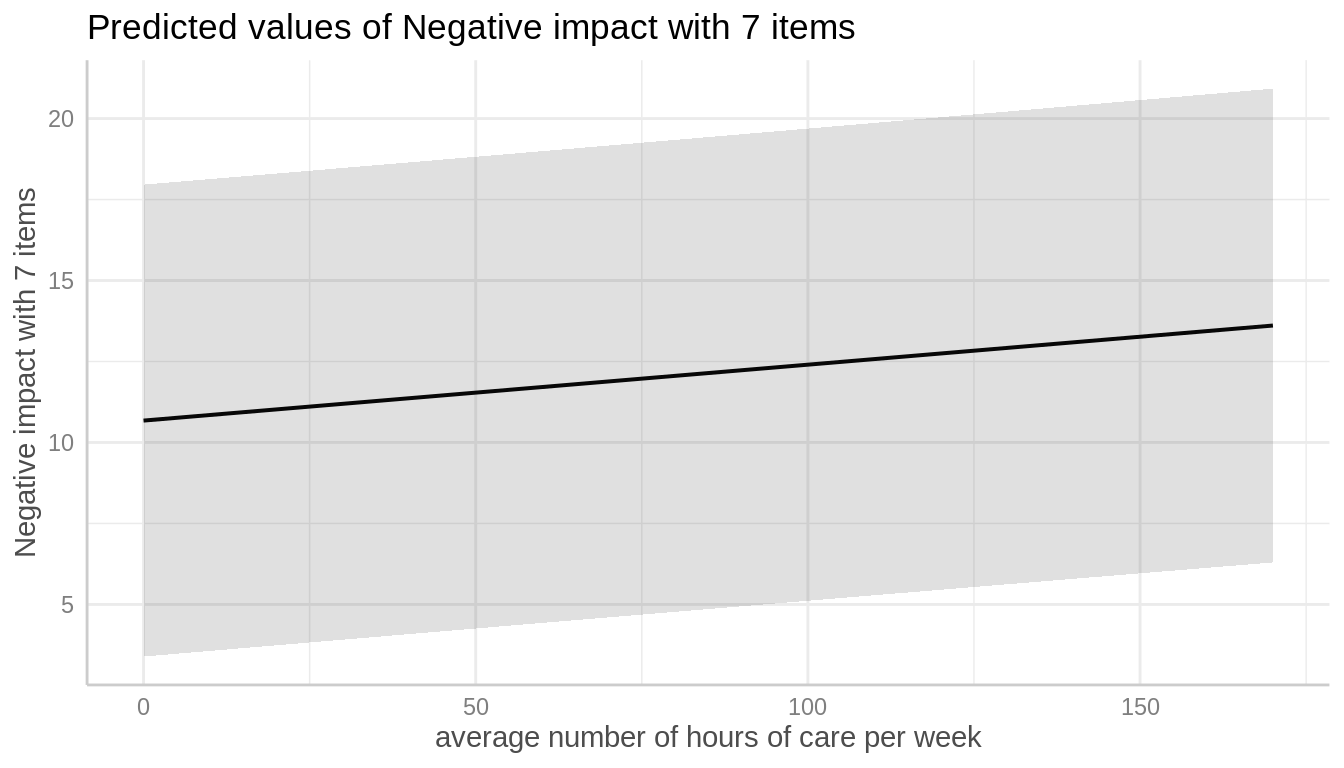 Predicted values of Negative impact with 7 items
Negative impact with 7 items
20
15
10
5
0 50 100 150
average number of hours of care per week